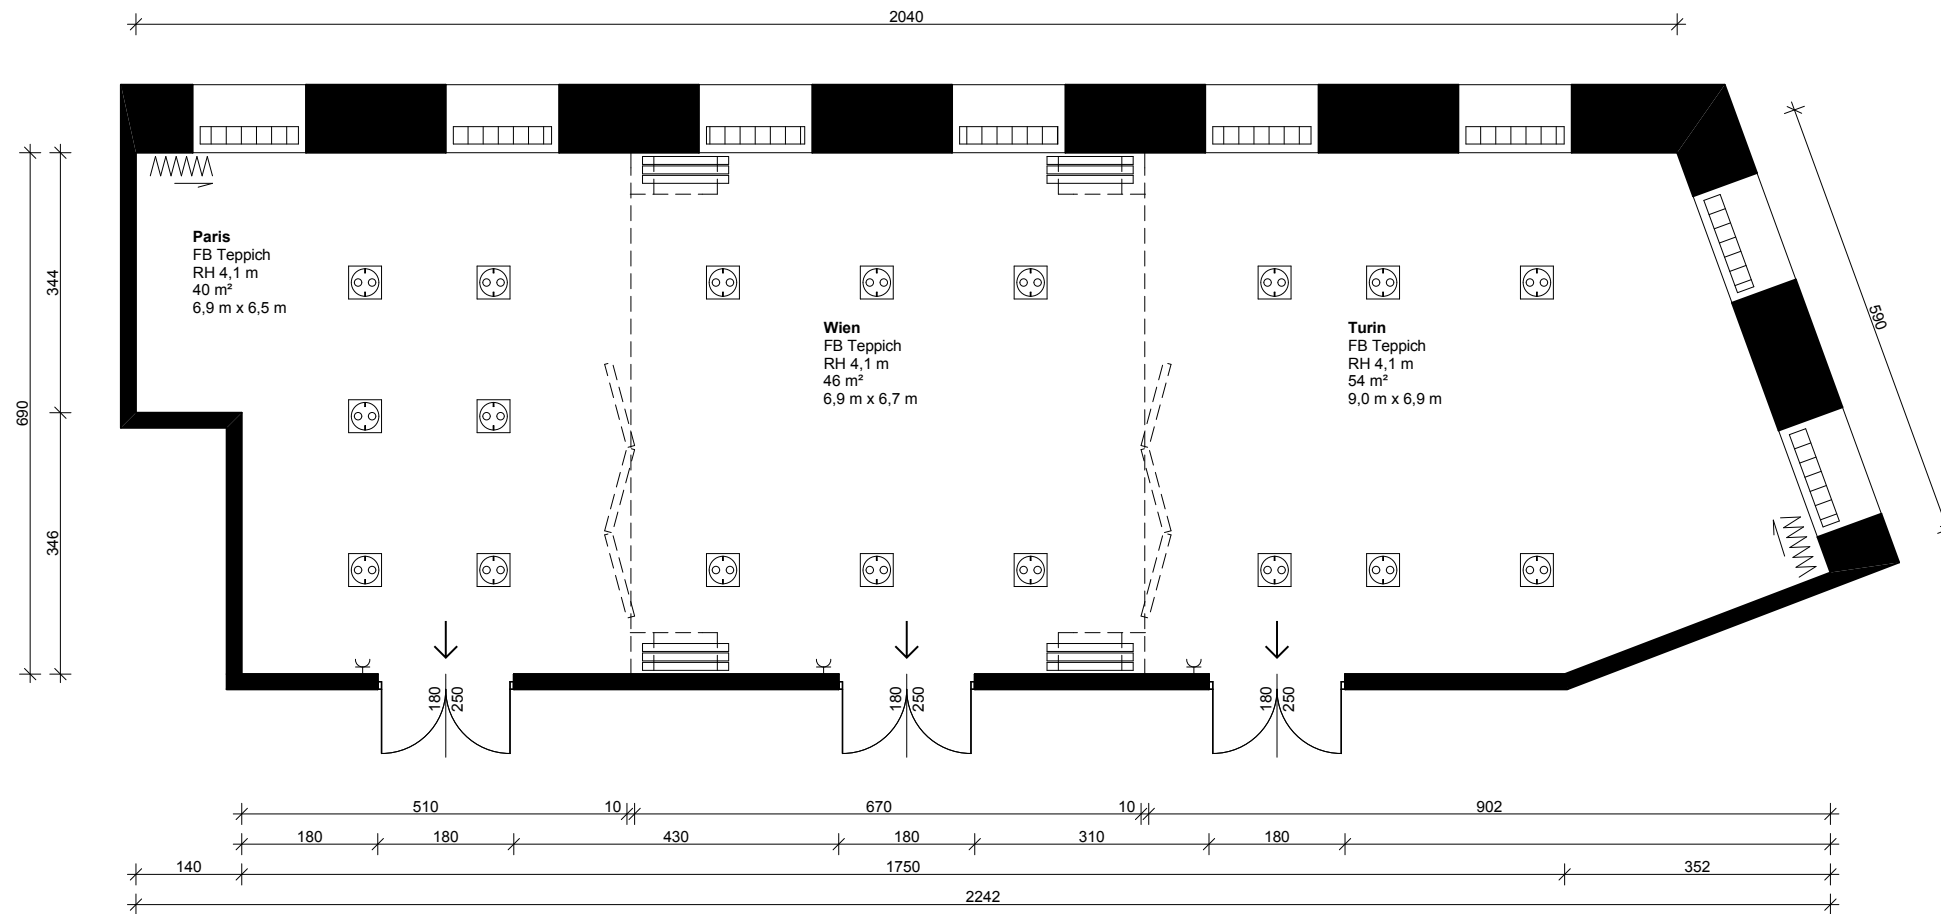 2040
Paris
FB Teppich
RH 4,1 m
40 m²
6,9 m x 6,5 m
Wien
FB Teppich
RH 4,1 m
46 m²
6,9 m x 6,7 m
Turin
FB Teppich
RH 4,1 m
54 m²
9,0 m x 6,9 m
590
344
690
346
180
250
180
250
180
250
510 10 670 10 902
180 180 430 180 310 180
140 1750 352
2242